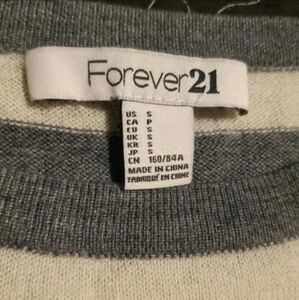 Forever21
US S
CA P
EU S
UK S
KR S
JP S
CN 160/84A
MADE IN CHINA
FABRIQUÉ EN CHINE